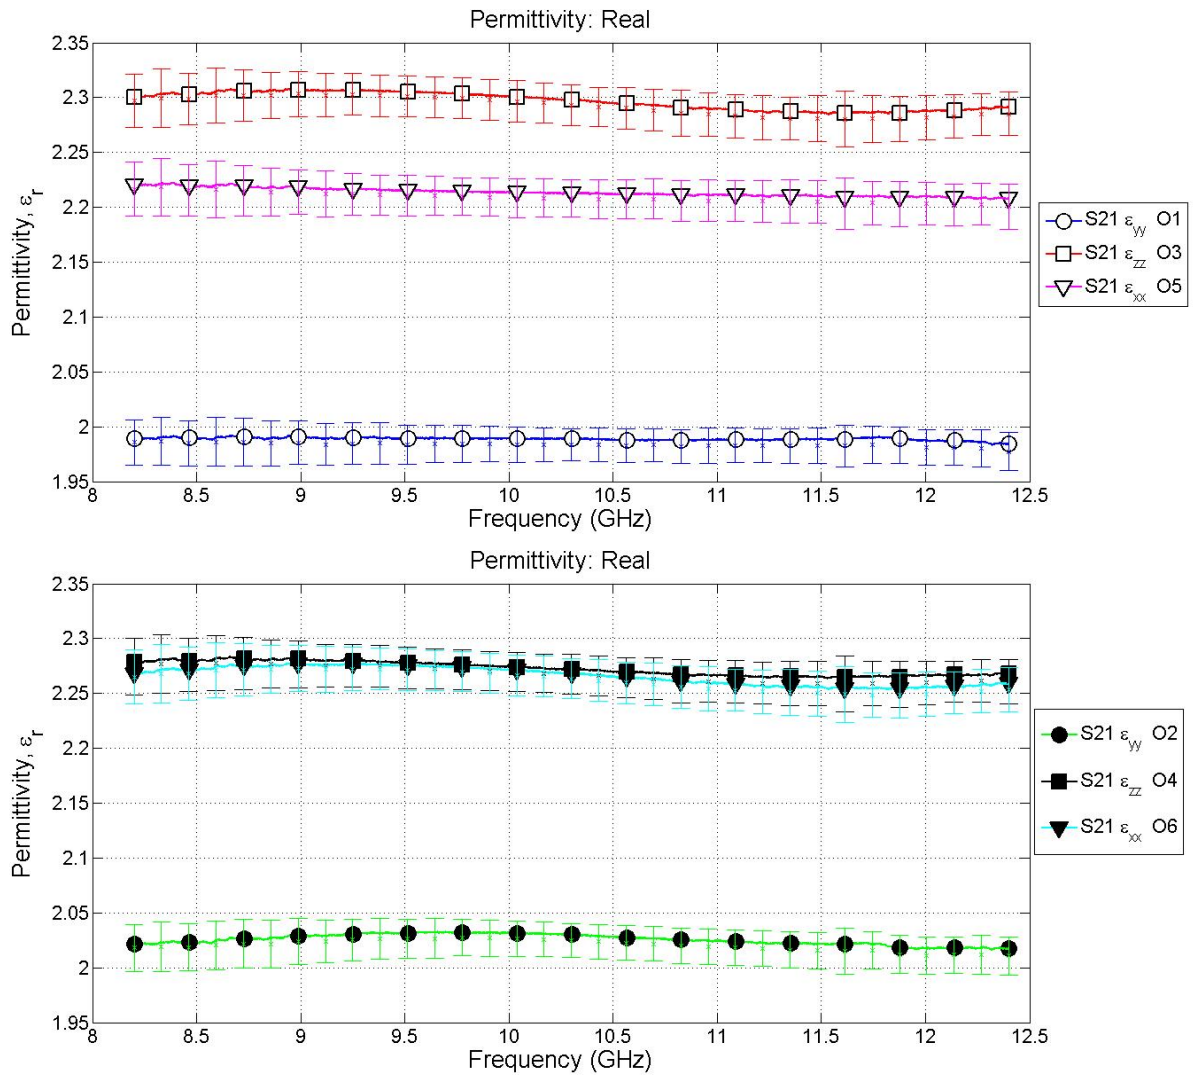 Permittivity: Real
2.35
2.3
2.25
2.2
2.15
2.1
2.05
2
1.95
Permittivity, εr
8 8.5 9 9.5 10 10.5 11 11.5 12 12.5
Frequency (GHz)
S21 εyy O1
S21 εzz O3
S21 εxx O5
Permittivity: Real
2.35
2.3
2.25
2.2
2.15
2.1
2.05
2
1.95
Permittivity, εr
8 8.5 9 9.5 10 10.5 11 11.5 12 12.5
Frequency (GHz)
S21 εyy O2
S21 εzz O4
S21 εxx O6